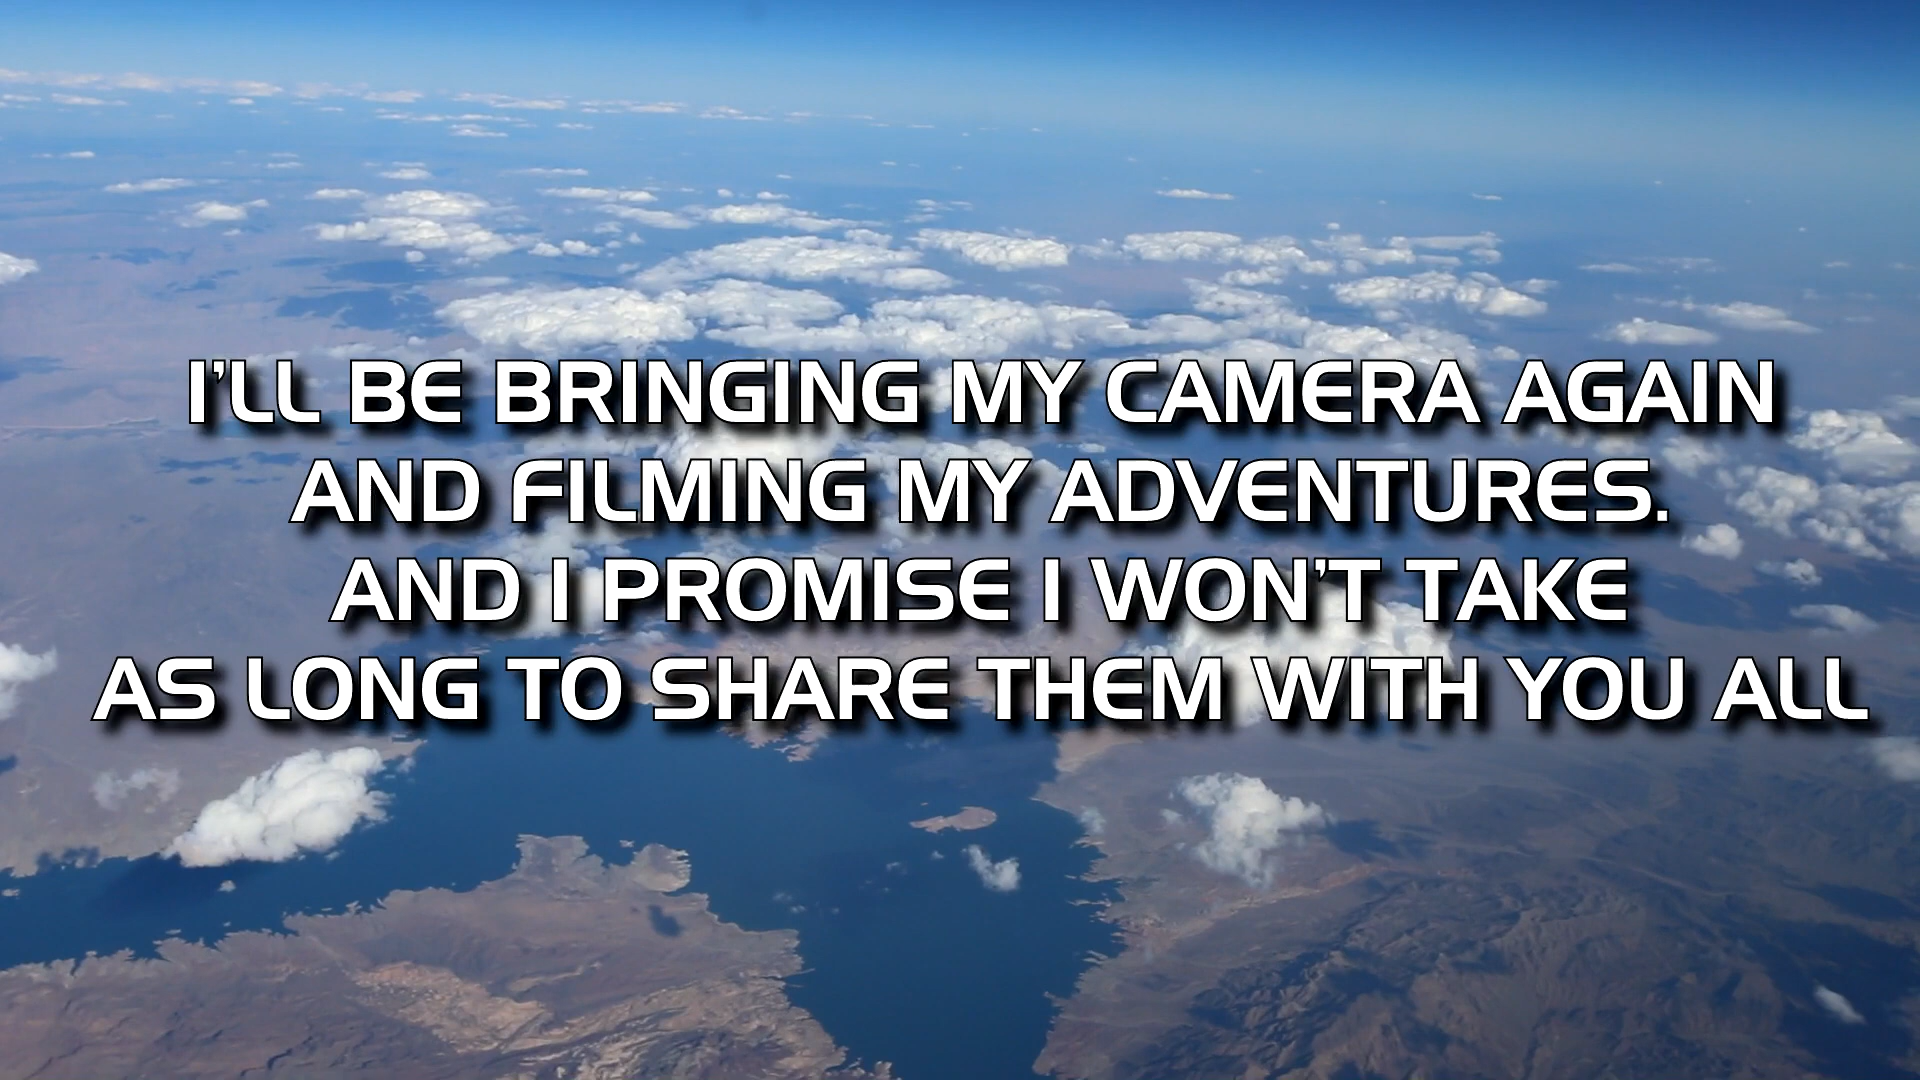 I'LL BE BRINGING MY CAMERA AGAIN
AND FILMING MY ADVENTURES.
AND I PROMISE I WON'T TAKE
AS LONG TO SHARE THEM WITH YOU ALL